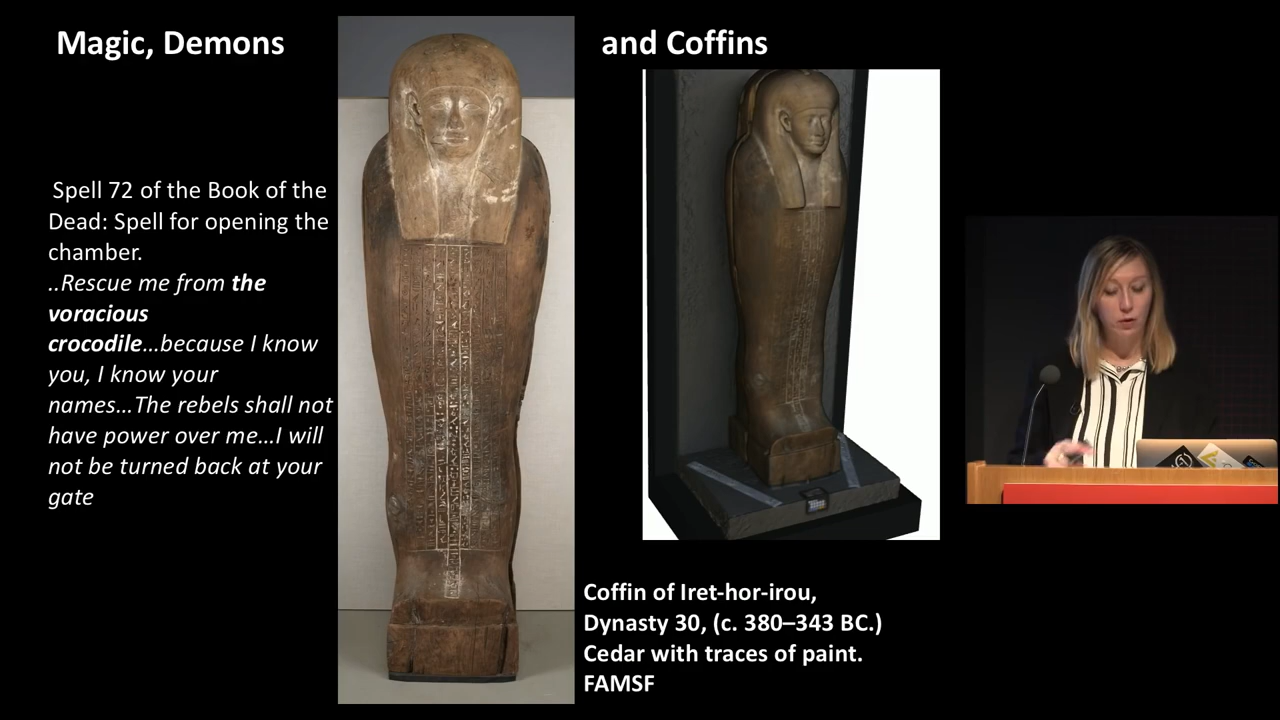 Magic, Demons and Coffins
Spell 72 of the Book of the
Dead: Spell for opening the
chamber.
..Rescue me from the
voracious
crocodile…because I know
you, I know your
names…The rebels shall not
have power over me…I will
not be turned back at your
gate
Coffin of Iret-hor-irou,
Dynasty 30, (c. 380–343 BC.)
Cedar with traces of paint.
FAMSF